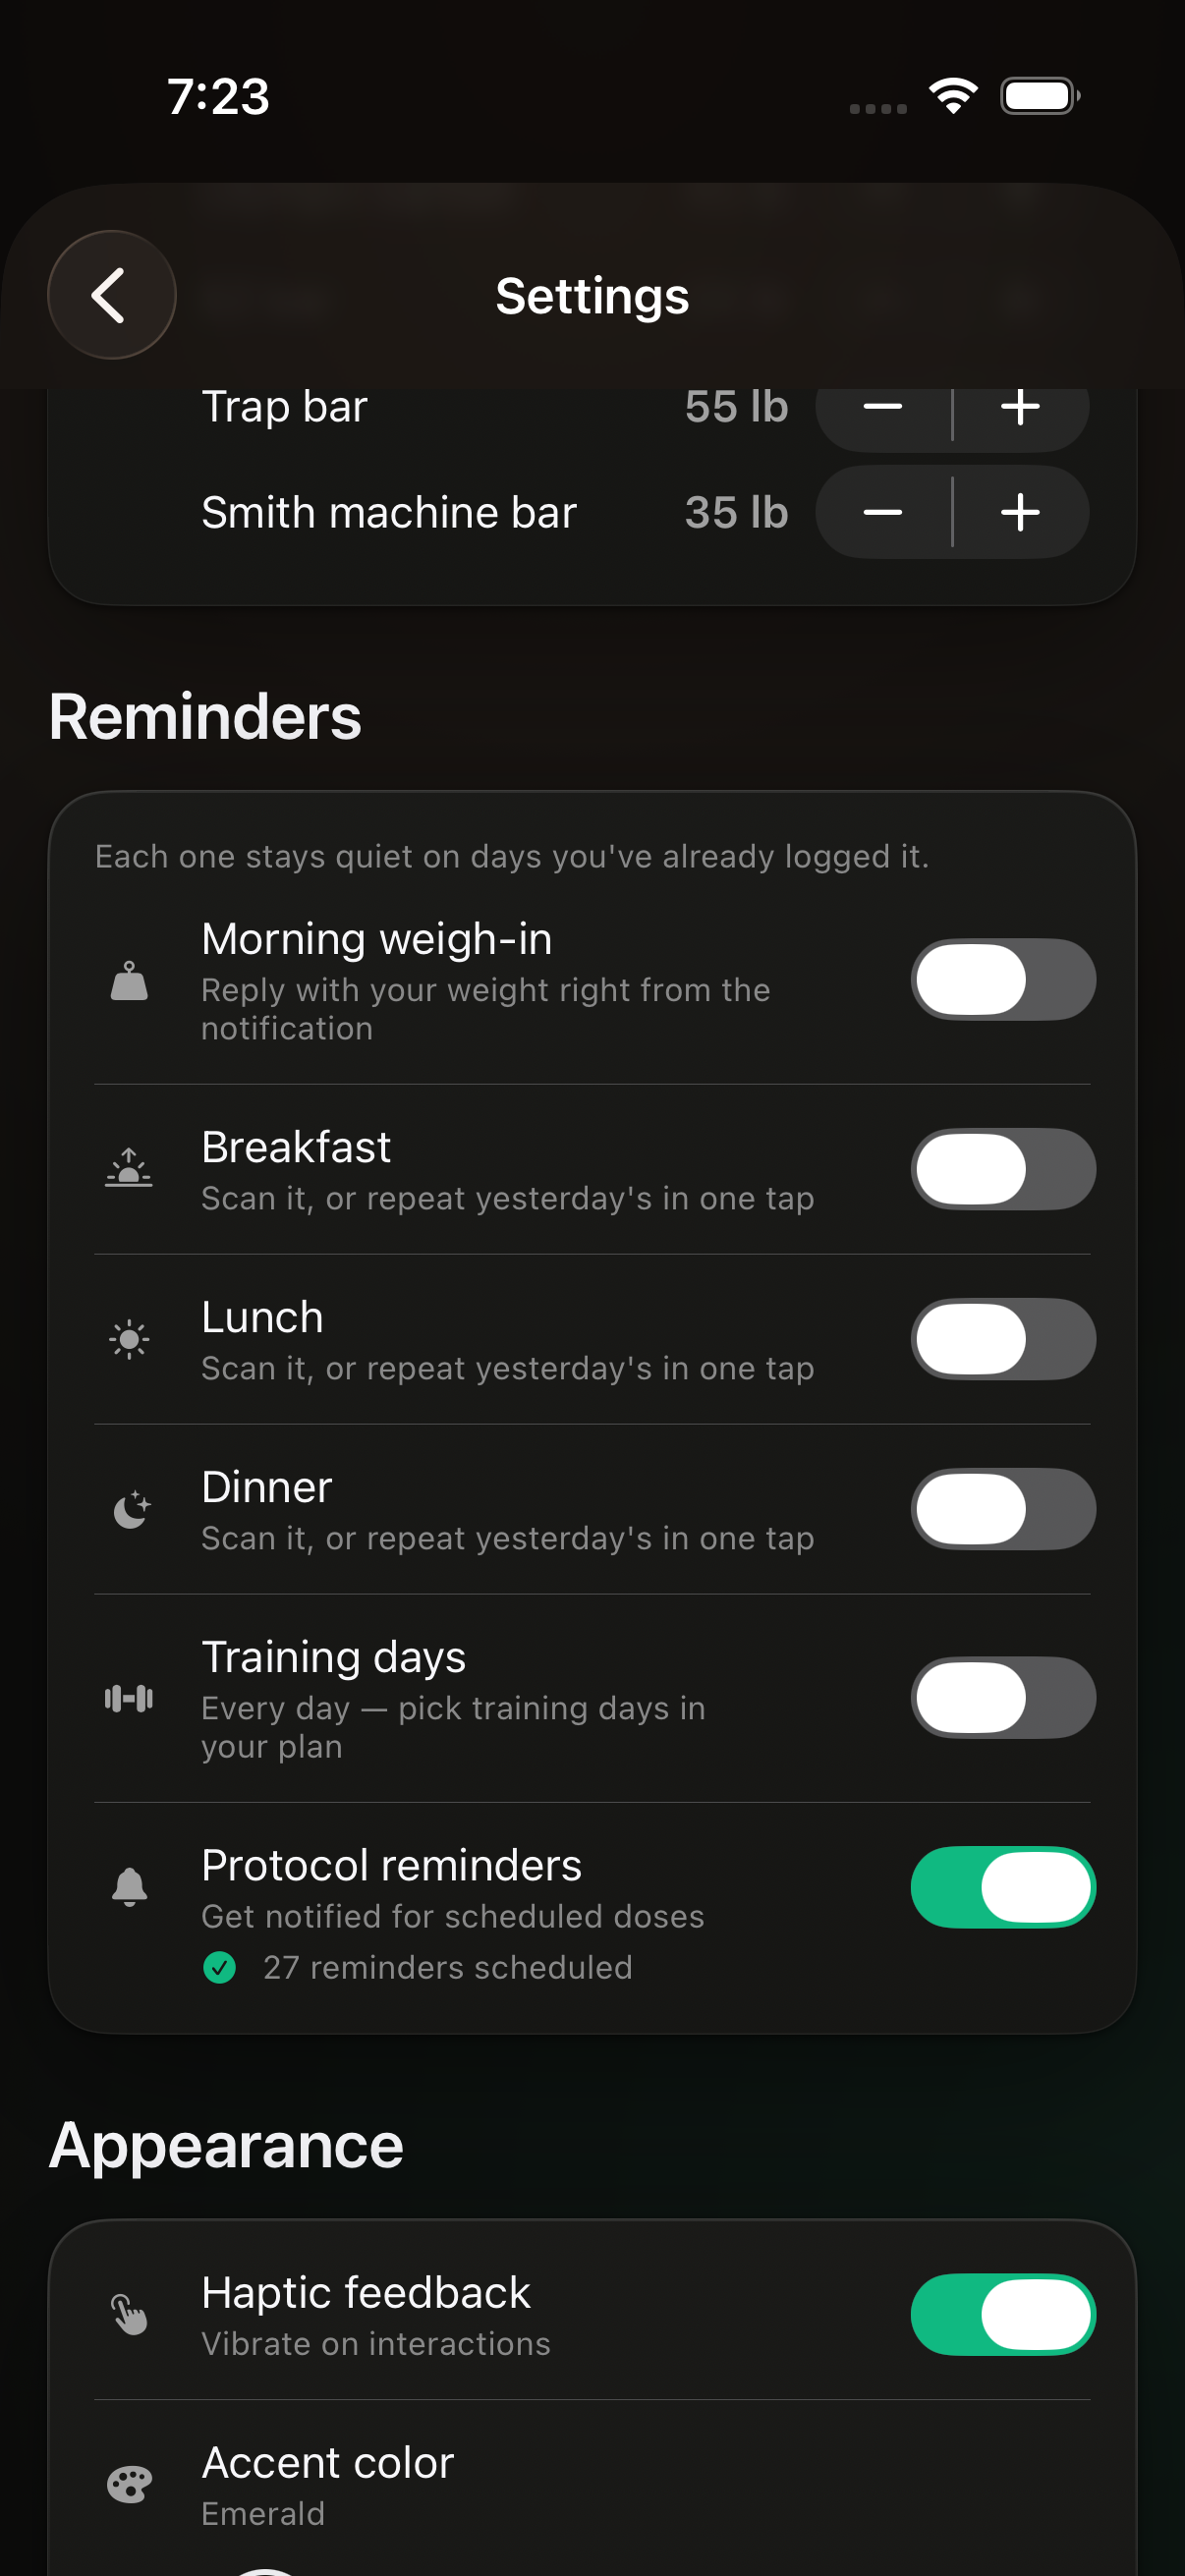 7:23
Settings
Trap bar 55 lb
Smith machine bar 35 lb
Reminders
Each one stays quiet on days you've already logged it.
Morning weigh-in
Reply with your weight right from the
notification
Breakfast
Scan it, or repeat yesterday's in one tap
Lunch
Scan it, or repeat yesterday's in one tap
Dinner
Scan it, or repeat yesterday's in one tap
Training days
Every day — pick training days in
your plan
Protocol reminders
Get notified for scheduled doses
27 reminders scheduled
Appearance
Haptic feedback
Vibrate on interactions
Accent color
Emerald